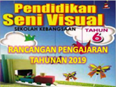 Pendidikan
Seni Visual
SEKOLAH KEBANGSAAN
TAHUN
6
RANCANGAN PENGAJARAN
TAHUNAN 2019